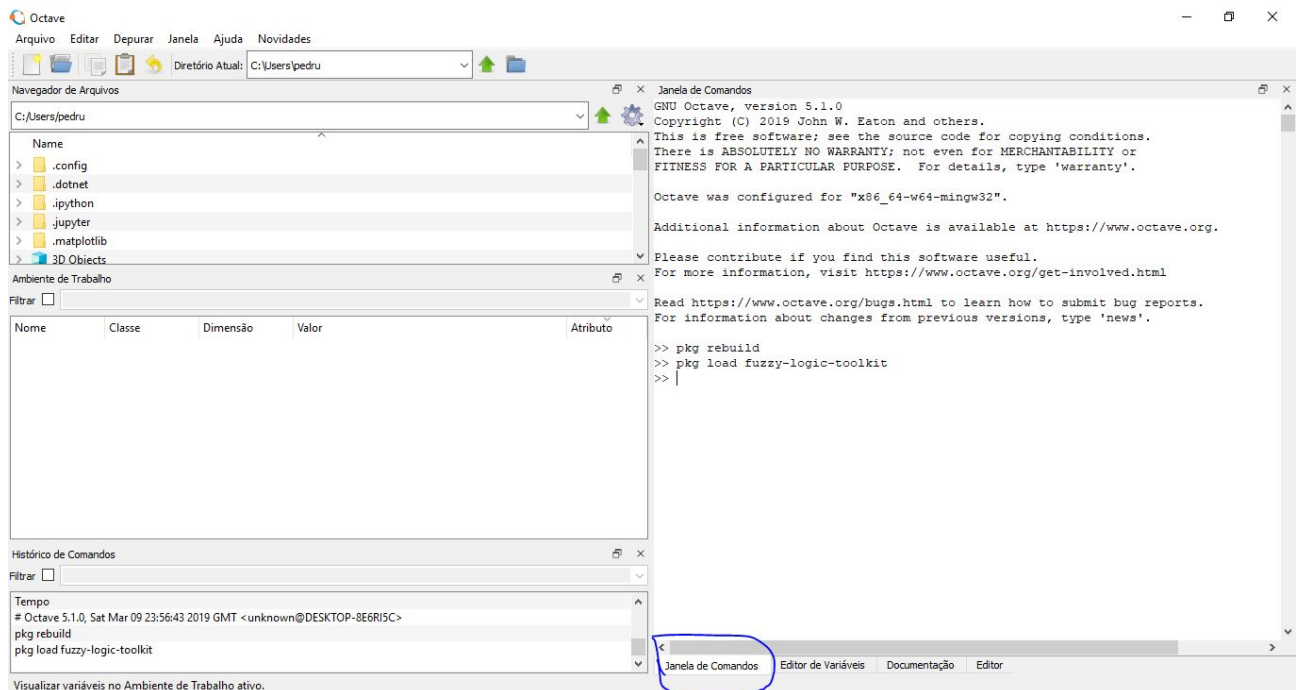 Octave
Arquivo Editar Depurar Janela Ajuda Novidades
Diretório Atual: C:\Users\pedru
Navegador de Arquivos
C:/Users/pedru
Name
.config
.dotnet
.ipython
.jupyter
.matplotlib
3D Objects
Ambiente de Trabalho
Filtrar
Nome Classe Dimensão Valor Atributo
Histórico de Comandos
Filtrar
Tempo
# Octave 5.1.0, Sat Mar 09 23:56:43 2019 GMT <unknown@DESKTOP-8E6RI5C>
pkg rebuild
pkg load fuzzy-logic-toolkit
Visualizar variáveis no Ambiente de Trabalho ativo.
Janela de Comandos
GNU Octave, version 5.1.0
Copyright (C) 2019 John W. Eaton and others.
This is free software; see the source code for copying conditions.
There is ABSOLUTELY NO WARRANTY; not even for MERCHANTABILITY or
FITNESS FOR A PARTICULAR PURPOSE.  For details, type 'warranty'.
Octave was configured for "x86_64-w64-mingw32".
Additional information about Octave is available at https://www.octave.org.
Please contribute if you find this software useful.
For more information, visit https://www.octave.org/get-involved.html
Read https://www.octave.org/bugs.html to learn how to submit bug reports.
For information about changes from previous versions, type 'news'.
>> pkg rebuild
>> pkg load fuzzy-logic-toolkit
>>
Janela de Comandos Editor de Variáveis Documentação Editor